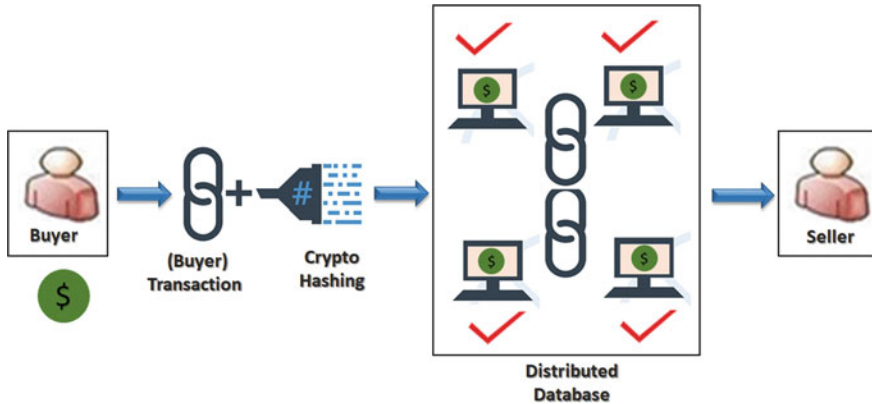 Buyer
$
(Buyer)
Transaction
+
#
Crypto
Hashing
$
$
$
$
Distributed
Database
Seller